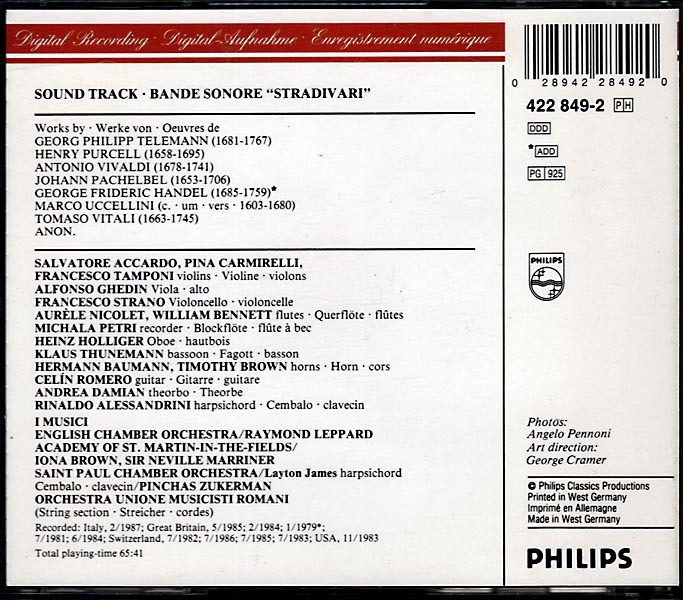 Digital Recording · Digital-Aufnahme · Enregistrement numérique
SOUND TRACK · BANDE SONORE "STRADIVARI"
Works by · Werke von · Oeuvres de
GEORG PHILIPP TELEMANN (1681-1767)
HENRY PURCELL (1658-1695)
ANTONIO VIVALDI (1678-1741)
JOHANN PACHELBEL (1653-1706)
GEORGE FRIDERIC HANDEL (1685-1759)*
MARCO UCCELLINI (c. · um · vers · 1603-1680)
TOMASO VITALI (1663-1745)
ANON.
SALVATORE ACCARDO, PINA CARMIRELLI,
FRANCESCO TAMPONI violins · Violine · violons
ALFONSO GHEDIN Viola · alto
FRANCESCO STRANO Violoncello · violoncelle
AURÈLE NICOLET, WILLIAM BENNETT flutes · Querflöte · flûtes
MICHALA PETRI recorder · Blockflöte · flûte à bec
HEINZ HOLLIGER Oboe · hautbois
KLAUS THUNEMANN bassoon · Fagott · basson
HERMANN BAUMANN, TIMOTHY BROWN horns · Horn · cors
CELÍN ROMERO guitar · Gitarre · guitare
ANDREA DAMIAN theorbo · Theorbe
RINALDO ALESSANDRINI harpsichord · Cembalo · clavecin
I MUSICI
ENGLISH CHAMBER ORCHESTRA/RAYMOND LEPPARD
ACADEMY OF ST. MARTIN-IN-THE-FIELDS/
IONA BROWN, SIR NEVILLE MARRINER
SAINT PAUL CHAMBER ORCHESTRA/Layton James harpsichord
Cembalo · clavecin/PINCHAS ZUKERMAN
ORCHESTRA UNIONE MUSICISTI ROMANI
(String section · Streicher · cordes)
Recorded: Italy, 2/1987; Great Britain, 5/1985; 2/1984; 1/1979*;
7/1981; 6/1984; Switzerland, 7/1982; 7/1986; 7/1985; 7/1983; USA, 11/1983
Total playing-time 65:41
0 28942 28492 0
422 849-2 PH
DDD
*ADD
PG 925
PHILIPS
Photos:
Angelo Pennoni
Art direction:
George Cramer
℗ Philips Classics Productions
Printed in West Germany
Imprimé en Allemagne
Made in West Germany
PHILIPS